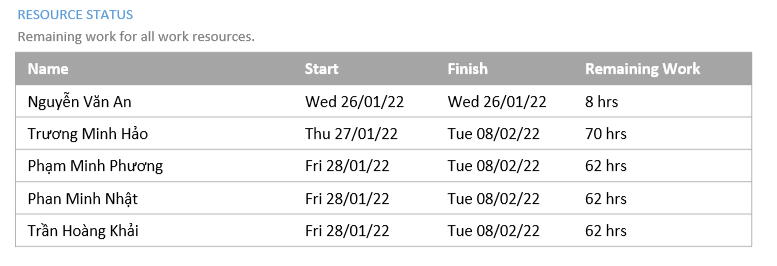 RESOURCE STATUS
Remaining work for all work resources.
Name Start Finish Remaining Work
Nguyễn Văn An Wed 26/01/22 Wed 26/01/22 8 hrs
Trương Minh Hảo Thu 27/01/22 Tue 08/02/22 70 hrs
Phạm Minh Phương Fri 28/01/22 Tue 08/02/22 62 hrs
Phan Minh Nhật Fri 28/01/22 Tue 08/02/22 62 hrs
Trần Hoàng Khải Fri 28/01/22 Tue 08/02/22 62 hrs